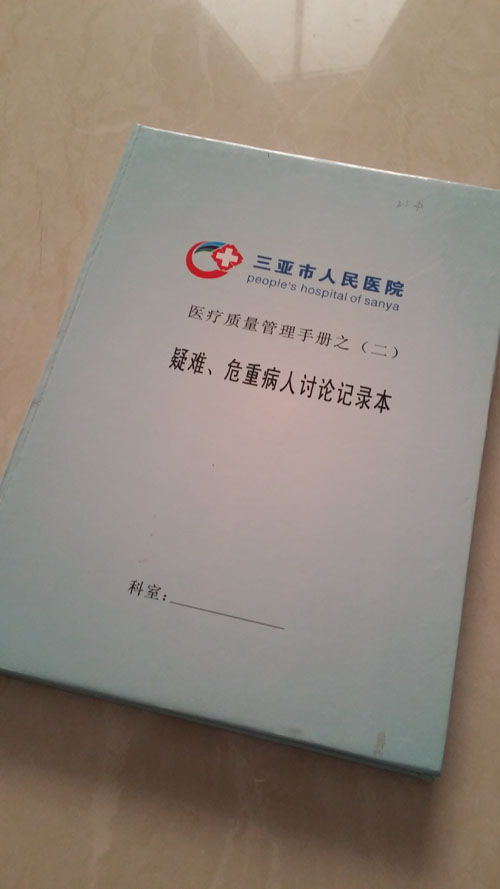 三亚市人民医院
people's hospital of sanya
医疗质量管理手册之（二）
疑难、危重病人讨论记录本
科室：